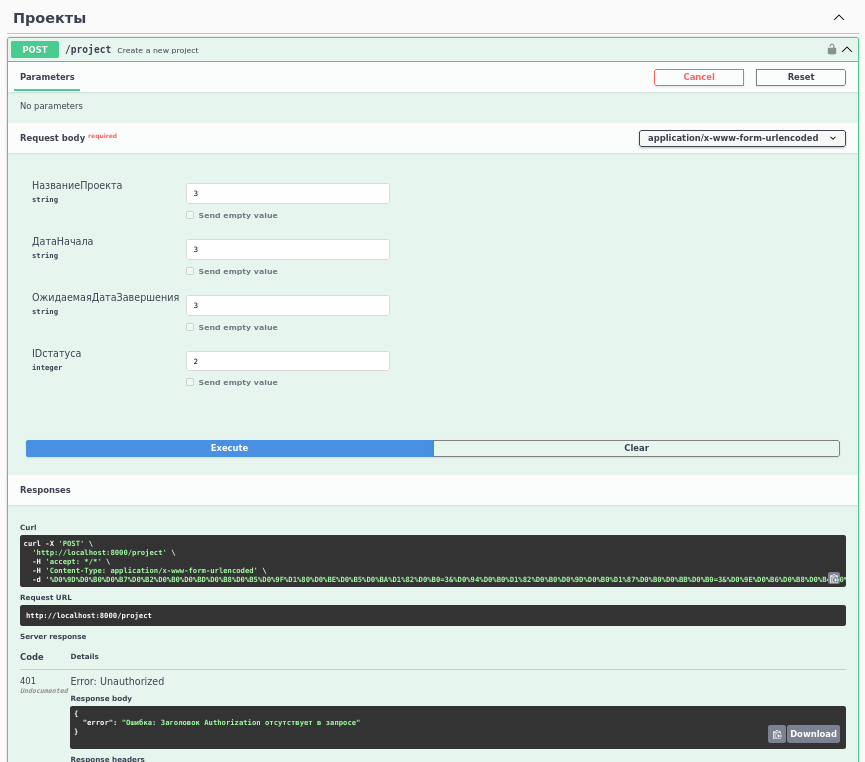 Проекты
POST /project Create a new project
Parameters
Cancel
Reset
No parameters
Request body required
application/x-www-form-urlencoded
НазваниеПроекта
string
3
Send empty value
ДатаНачала
string
3
Send empty value
ОжидаемаяДатаЗавершения
string
3
Send empty value
IDстатуса
integer
2
Send empty value
Execute
Clear
Responses
Curl
curl -X 'POST' \
'http://localhost:8000/project' \
-H 'accept: */*' \
-H 'Content-Type: application/x-www-form-urlencoded' \
-d '%D0%9D%D0%B0%D0%B7%D0%B2%D0%B0%D0%BD%D0%B8%D0%B5%D0%9F%D1%80%D0%BE%D0%B5%D0%BA%D1%82%D0%B0=3&%D0%94%D0%B0%D1%82%D0%B0%D0%9D%D0%B0%D1%87%D0%B0%D0%BB%D0%B0=3&%D0%9E%D0%B6%D0%B8%D0%B4
Request URL
http://localhost:8000/project
Server response
Code
Details
401
Undocumented
Error: Unauthorized
Response body
{
"error": "Ошибка: Заголовок Authorization отсутствует в запросе"
}
Download
Response headers